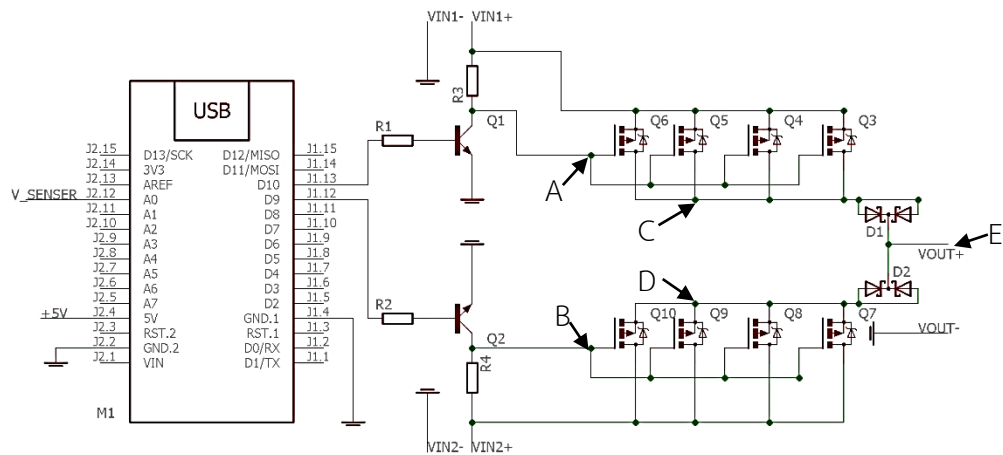 VIN1- VIN1+
USB
J2.15 D13/SCK D12/MISO J1.15
J2.14 3V3 D11/MOSI J1.14
J2.13 AREF D10 J1.13
V_SENSER J2.12 A0 D9 J1.12
J2.11 A1 D8 J1.11
J2.10 A2 D7 J1.10
J2.9 A3 D6 J1.9
J2.8 A4 D5 J1.8
J2.7 A5 D4 J1.7
J2.6 A6 D3 J1.6
J2.5 A7 D2 J1.5
+5V J2.4 5V GND.1 J1.4
J2.3 RST.2 RST.1 J1.3
J2.2 GND.2 D0/RX J1.2
J2.1 VIN D1/TX J1.1
M1
R1
R3
Q1
Q6 Q5 Q4 Q3
A
C
D1
E
VOUT+
D2
R2
Q2
R4
B
D
Q10 Q9 Q8 Q7
VOUT-
VIN2- VIN2+